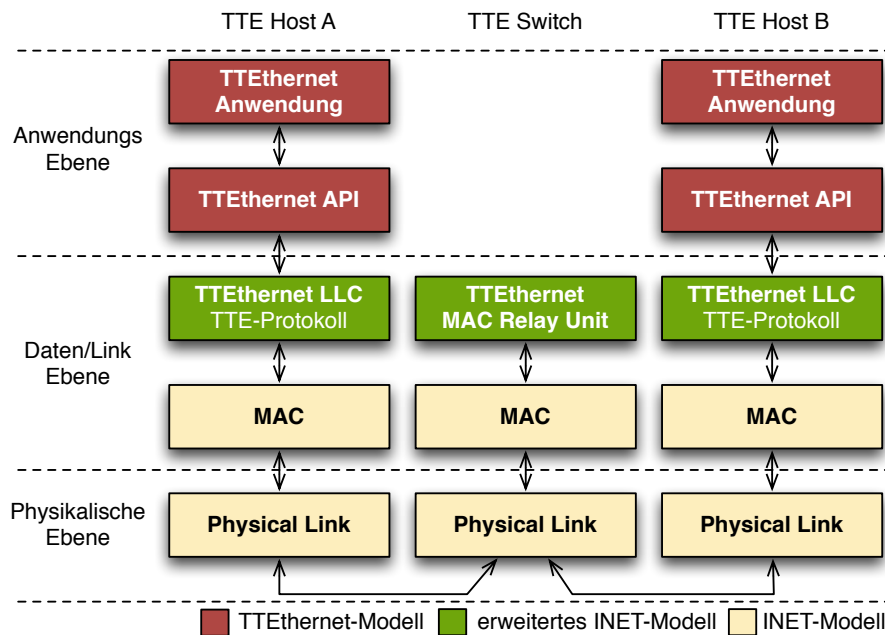 TTE Host A
TTE Switch
TTE Host B
Anwendungs
Ebene
TTEthernet
Anwendung
TTEthernet
Anwendung
TTEthernet API
TTEthernet API
Daten/Link
Ebene
TTEthernet LLC
TTE-Protokoll
TTEthernet
MAC Relay Unit
TTEthernet LLC
TTE-Protokoll
MAC
MAC
MAC
Physikalische
Ebene
Physical Link
Physical Link
Physical Link
TTEthernet-Modell
erweitertes INET-Modell
INET-Modell